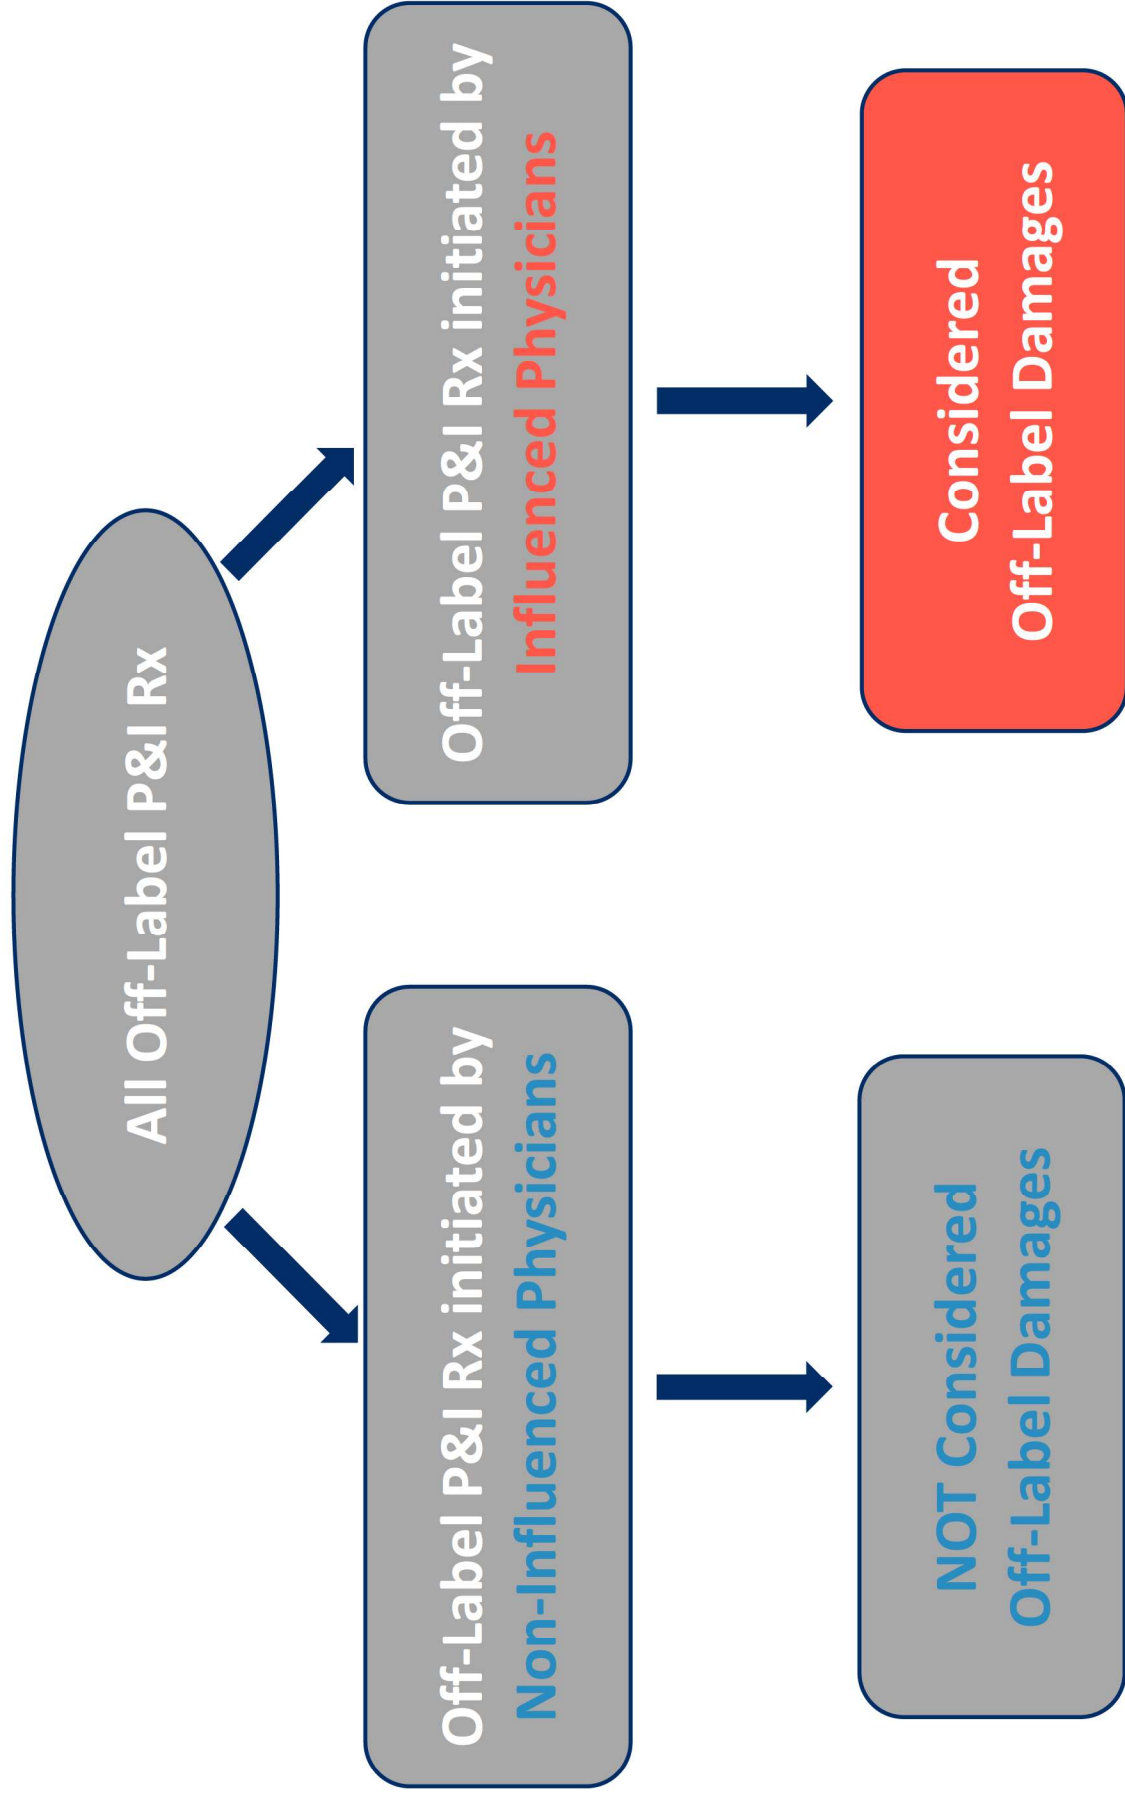 All Off-Label P&I Rx
Off-Label P&I Rx initiated by
Non-Influenced Physicians
Off-Label P&I Rx initiated by
Influenced Physicians
NOT Considered
Off-Label Damages
Considered
Off-Label Damages